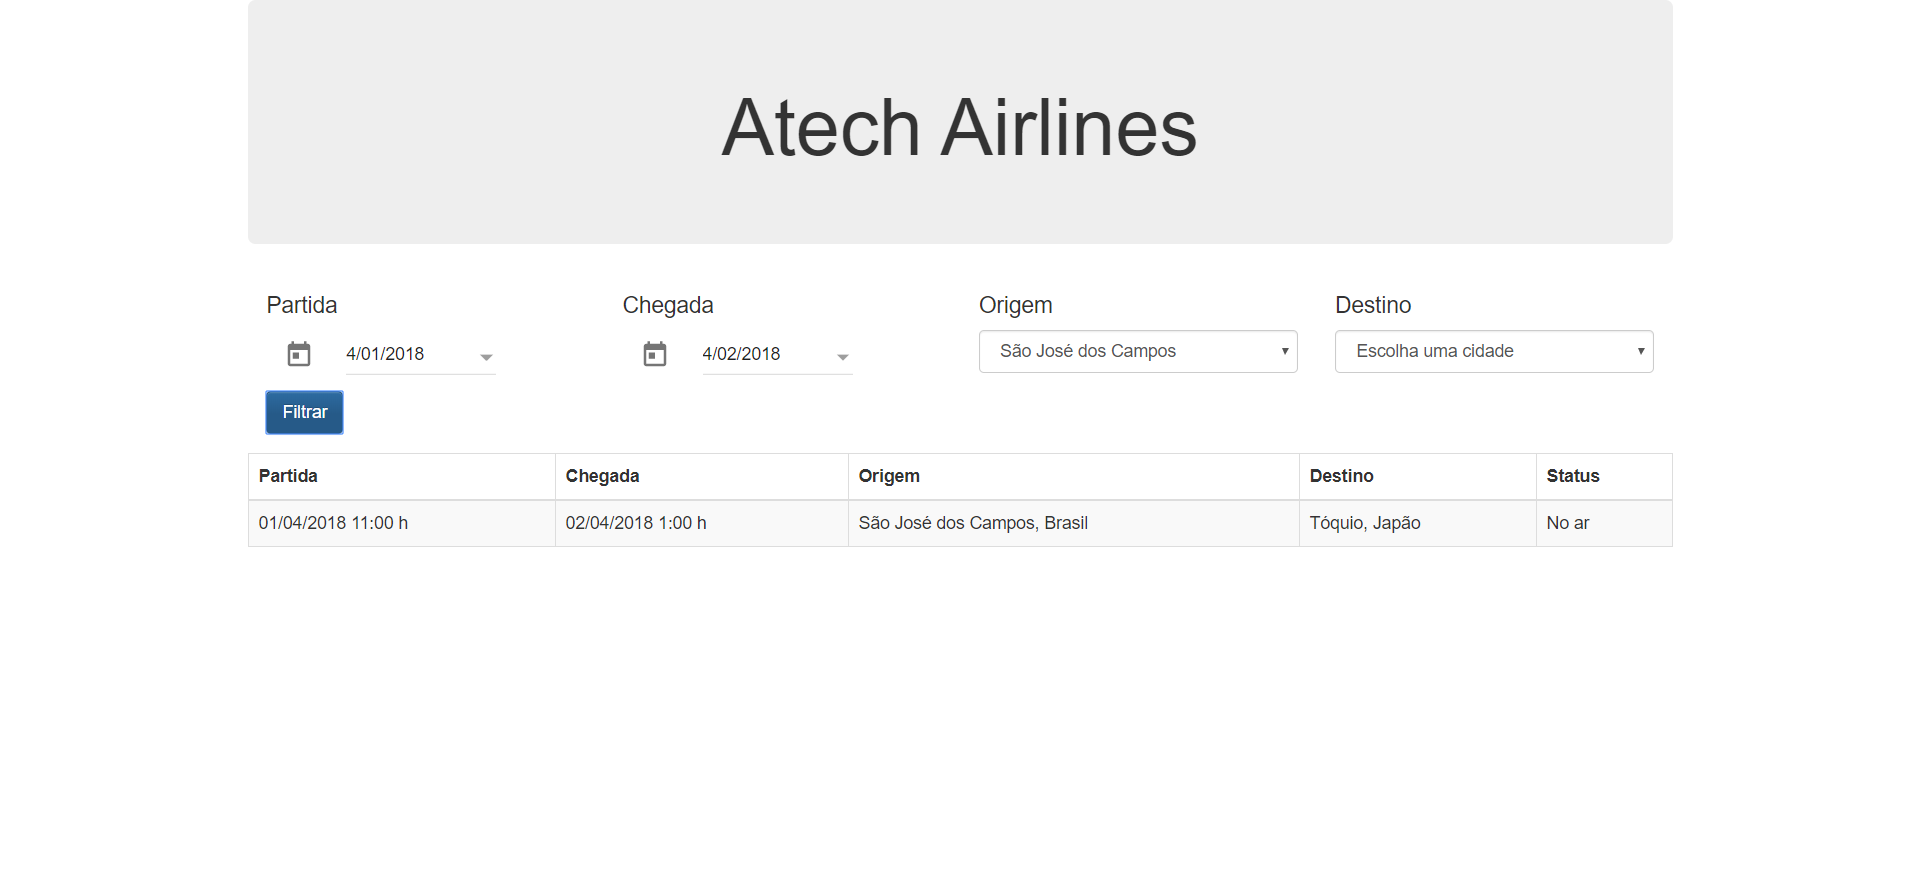 Atech Airlines
Partida Chegada Origem Destino
4/01/2018 4/02/2018 São José dos Campos Escolha uma cidade
Filtrar
Partida Chegada Origem Destino Status
01/04/2018 11:00 h 02/04/2018 1:00 h São José dos Campos, Brasil Tóquio, Japão No ar